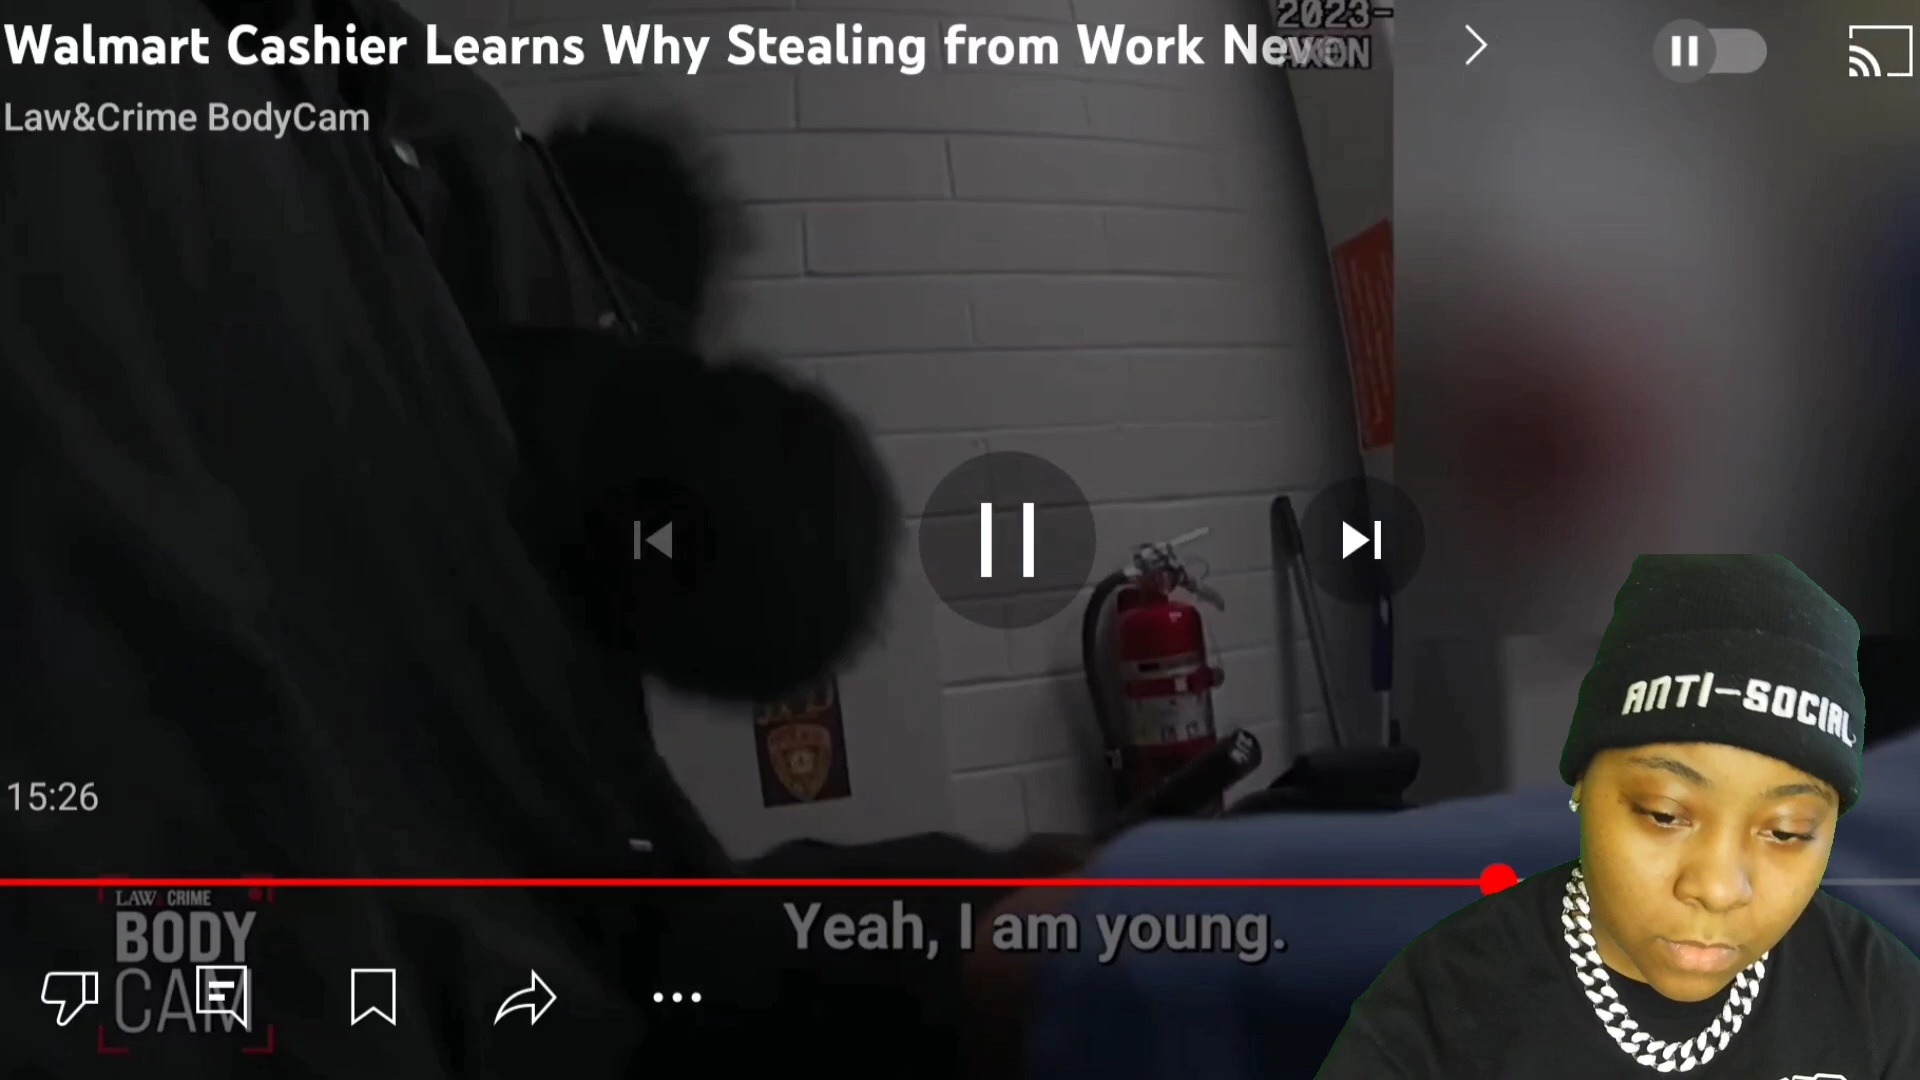 Walmart Cashier Learns Why Stealing from Work Neve
2023-
AXON
Law&Crime BodyCam
ANTI-SOCIAL
15:26
LAW & CRIME
BODY
CAM
Yeah, I am young.